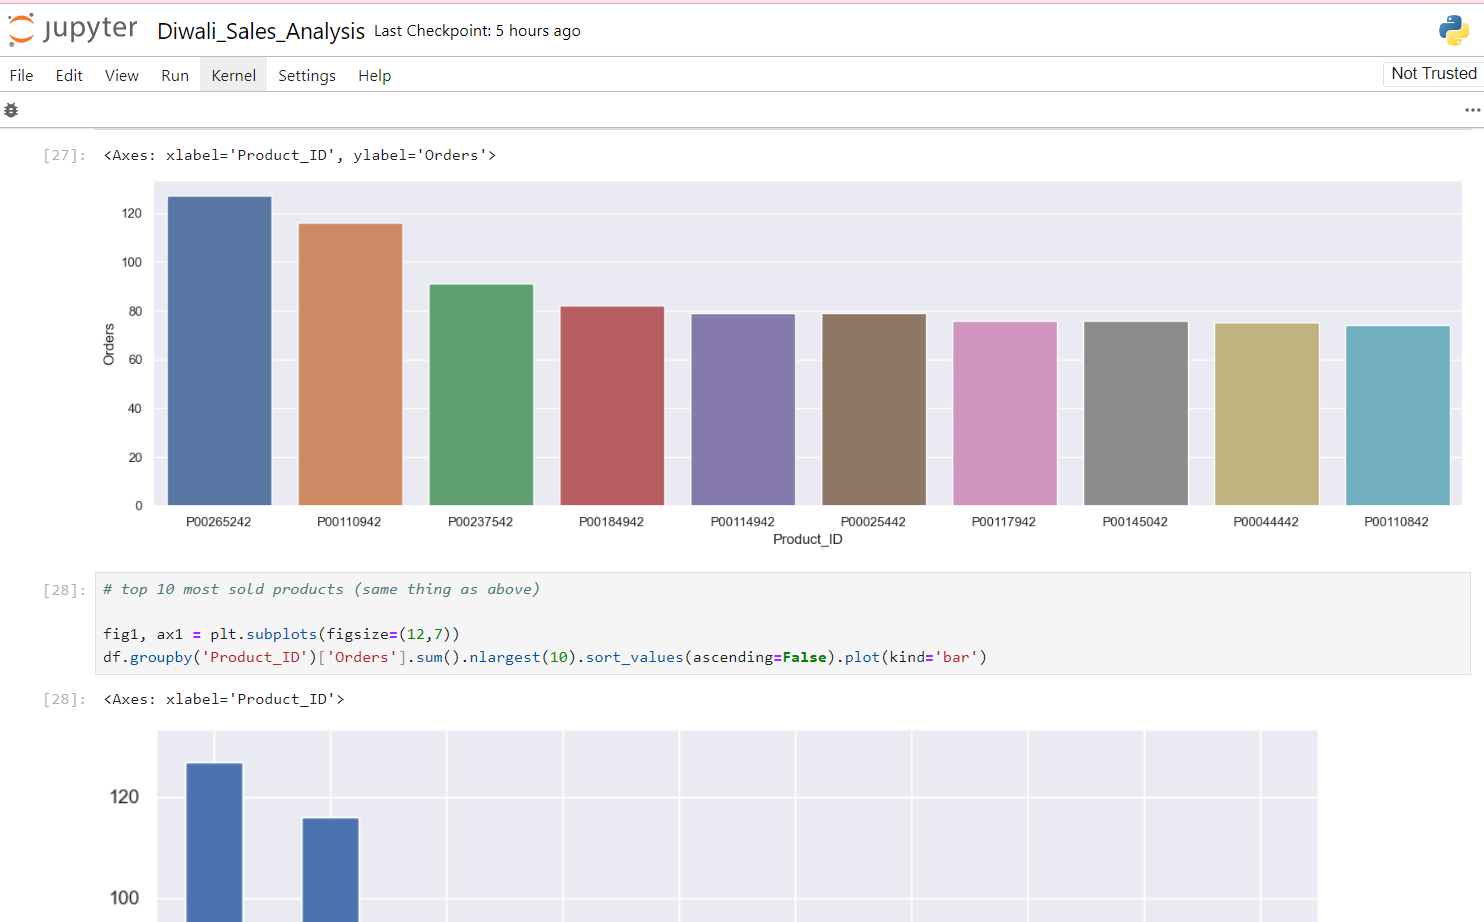 jupyter Diwali_Sales_Analysis Last Checkpoint: 5 hours ago
File Edit View Run Kernel Settings Help Not Trusted
[27]: <Axes: xlabel='Product_ID', ylabel='Orders'>
120
100
80
60
40
20
0
Orders
P00265242 P00110942 P00237542 P00184942 P00114942 P00025442 P00117942 P00145042 P00044442 P00110842
Product_ID
[28]: # top 10 most sold products (same thing as above)
fig1, ax1 = plt.subplots(figsize=(12,7))
df.groupby('Product_ID')['Orders'].sum().nlargest(10).sort_values(ascending=False).plot(kind='bar')
[28]: <Axes: xlabel='Product_ID'>
120
100